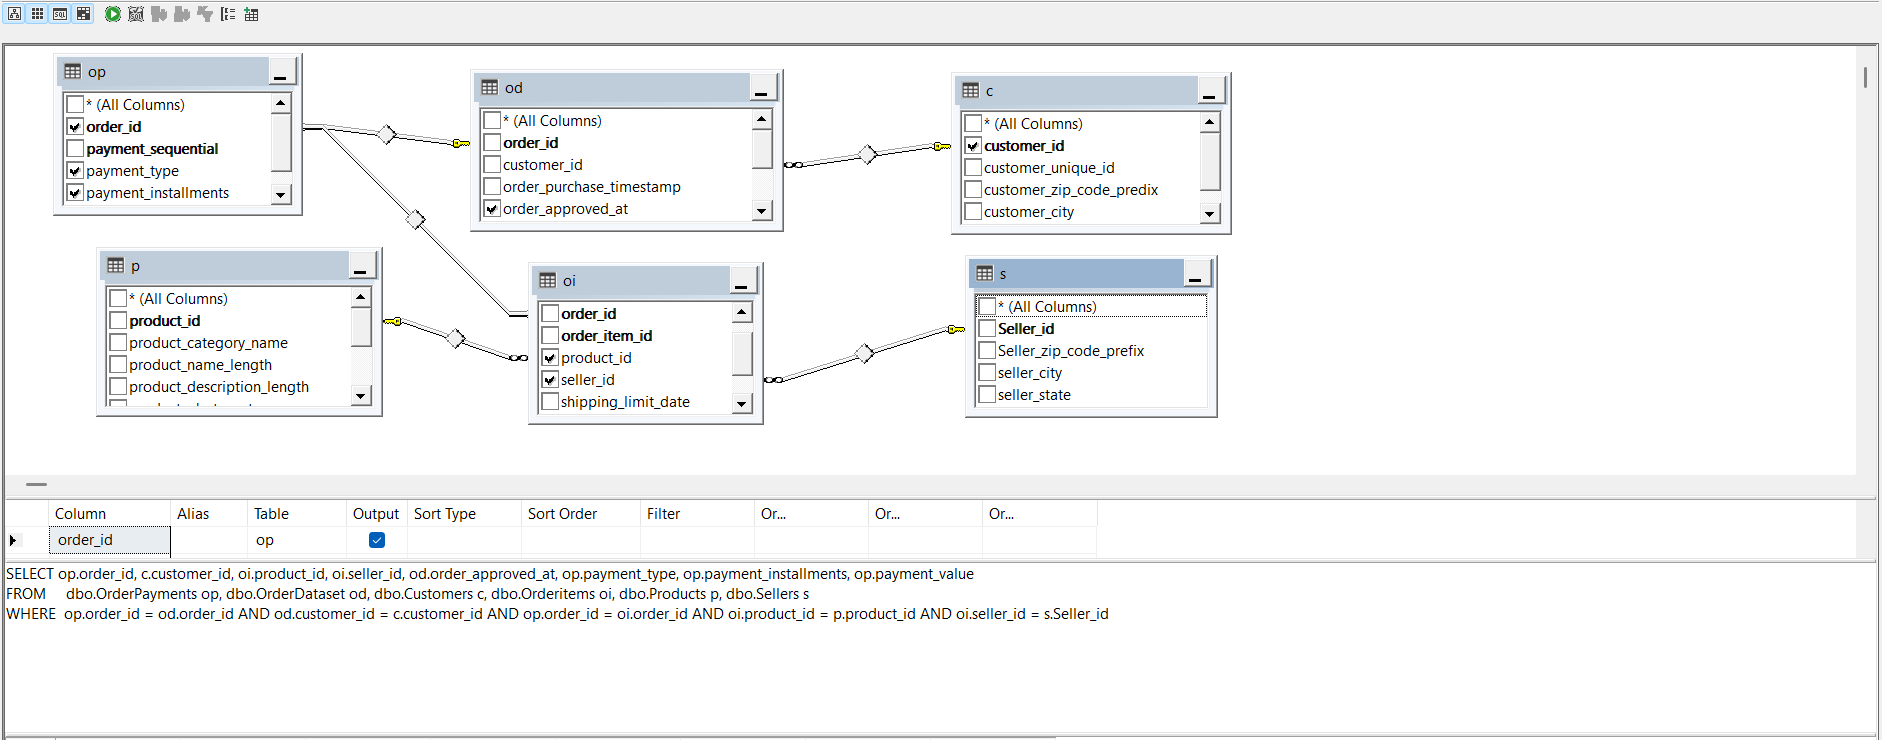 op
* (All Columns)
order_id
payment_sequential
payment_type
payment_installments
od
* (All Columns)
order_id
customer_id
order_purchase_timestamp
order_approved_at
c
* (All Columns)
customer_id
customer_unique_id
customer_zip_code_predix
customer_city
p
* (All Columns)
product_id
product_category_name
product_name_length
product_description_length
oi
order_id
order_item_id
product_id
seller_id
shipping_limit_date
s
* (All Columns)
Seller_id
Seller_zip_code_prefix
seller_city
seller_state
Column Alias Table Output Sort Type Sort Order Filter Or... Or... Or...
order_id op
SELECT op.order_id, c.customer_id, oi.product_id, oi.seller_id, od.order_approved_at, op.payment_type, op.payment_installments, op.payment_value
FROM dbo.OrderPayments op, dbo.OrderDataset od, dbo.Customers c, dbo.Orderitems oi, dbo.Products p, dbo.Sellers s
WHERE op.order_id = od.order_id AND od.customer_id = c.customer_id AND op.order_id = oi.order_id AND oi.product_id = p.product_id AND oi.seller_id = s.Seller_id